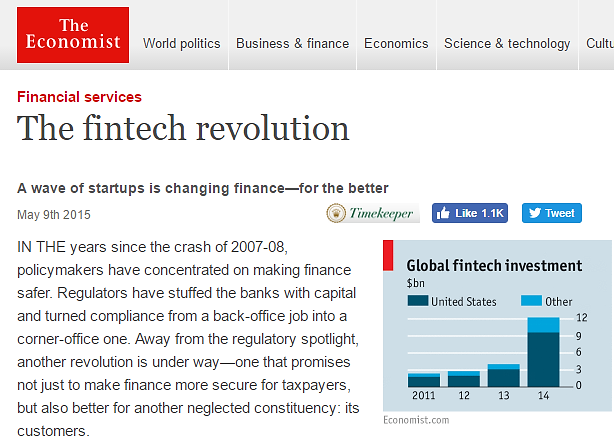 The
Economist
World politics
Business & finance
Economics
Science & technology
Cultu
Financial services
The fintech revolution
A wave of startups is changing finance—for the better
May 9th 2015
Timekeeper
Like 1.1K
Tweet
IN THE years since the crash of 2007-08,
policymakers have concentrated on making finance
safer. Regulators have stuffed the banks with capital
and turned compliance from a back-office job into a
corner-office one. Away from the regulatory spotlight,
another revolution is under way—one that promises
not just to make finance more secure for taxpayers,
but also better for another neglected constituency: its
customers.
Global fintech investment
$bn
United States
Other
12
9
6
3
0
2011 12 13 14
Economist.com